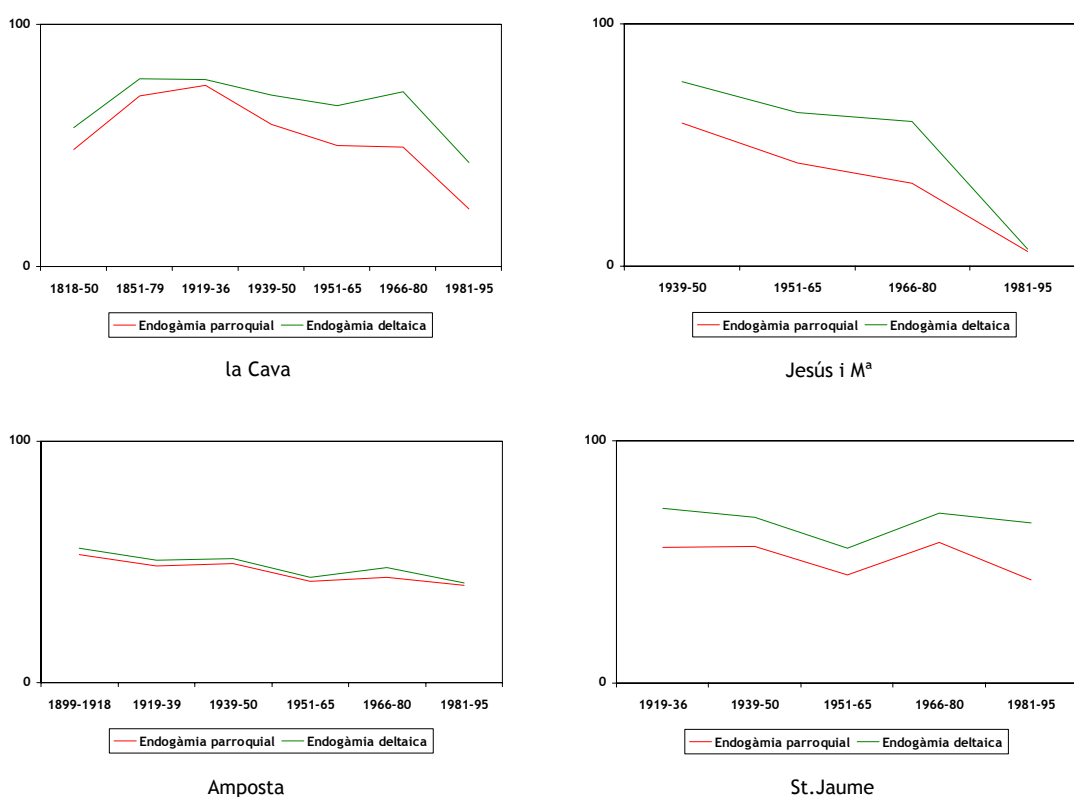 100
0
1818-50 1851-79 1919-36 1939-50 1951-65 1966-80 1981-95
Endogàmia parroquial Endogàmia deltaica
la Cava
100
0
1939-50 1951-65 1966-80 1981-95
Endogàmia parroquial Endogàmia deltaica
Jesús i Mª
100
0
1899-1918 1919-39 1939-50 1951-65 1966-80 1981-95
Endogàmia parroquial Endogàmia deltaica
Amposta
100
0
1919-36 1939-50 1951-65 1966-80 1981-95
Endogàmia parroquial Endogàmia deltaica
St.Jaume